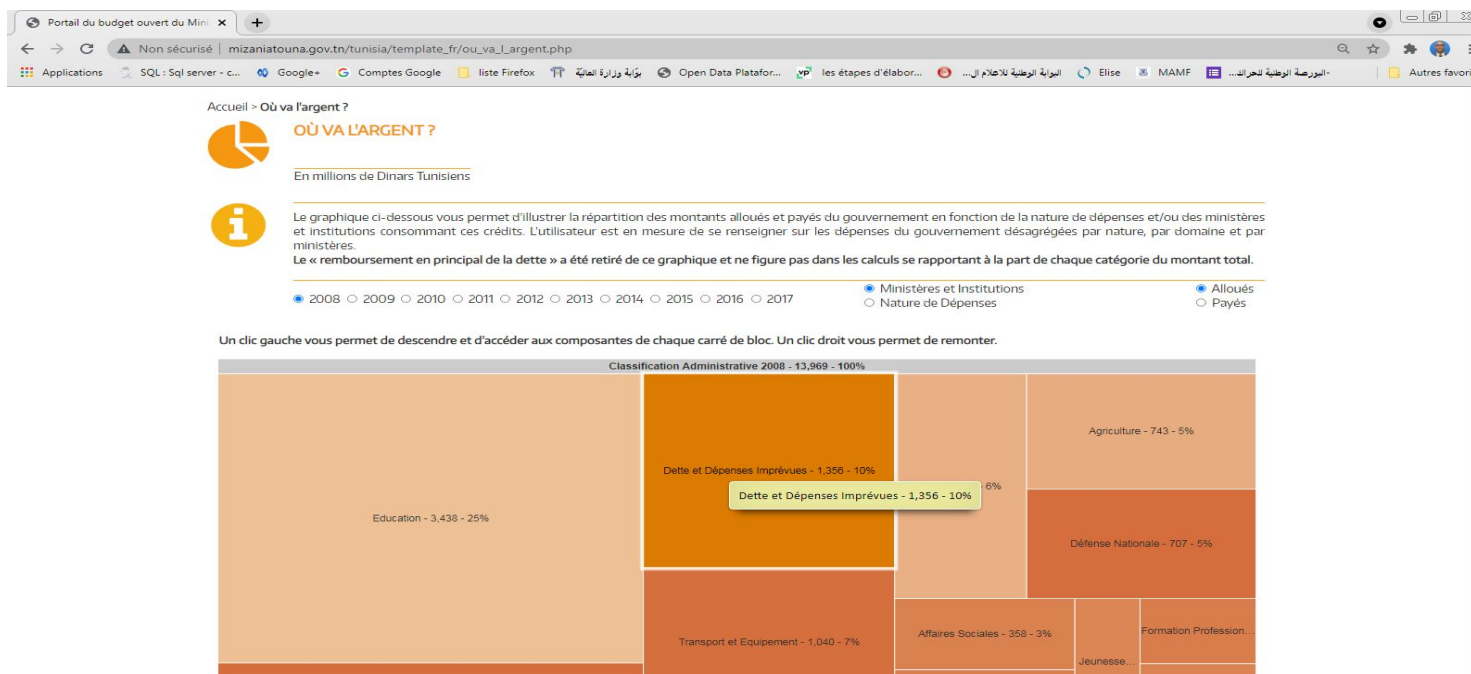 Portail du budget ouvert du Mini
Non sécurisé | mizaniatouna.gov.tn/tunisia/template_fr/ou_va_l_argent.php
Applications SQL : Sql server - c... Google+ Comptes Google liste Firefox بوّابة وزارة الماليّة Open Data Platafor... les étapes d'élabor... البوابة الوطنية للاعلام ال... Elise MAMF البورصة الوطنية للحراك... Autres favori
Accueil > Où va l'argent ?
OÙ VA L'ARGENT ?
En millions de Dinars Tunisiens
Le graphique ci-dessous vous permet d'illustrer la répartition des montants alloués et payés du gouvernement en fonction de la nature de dépenses et/ou des ministères
et institutions consommant ces crédits. L'utilisateur est en mesure de se renseigner sur les dépenses du gouvernement désagrégées par nature, par domaine et par
ministères.
Le « remboursement en principal de la dette » a été retiré de ce graphique et ne figure pas dans les calculs se rapportant à la part de chaque catégorie du montant total.
2008 2009 2010 2011 2012 2013 2014 2015 2016 2017
Ministères et Institutions
Nature de Dépenses
Alloués
Payés
Un clic gauche vous permet de descendre et d'accéder aux composantes de chaque carré de bloc. Un clic droit vous permet de remonter.
Classification Administrative 2008 - 13,969 - 100%
Education - 3,438 - 25%
Dette et Dépenses Imprévues - 1,356 - 10%
Dette et Dépenses Imprévues - 1,356 - 10%
6%
Agriculture - 743 - 5%
Défense Nationale - 707 - 5%
Transport et Equipement - 1,040 - 7%
Affaires Sociales - 358 - 3%
Jeunesse...
Formation Profession...